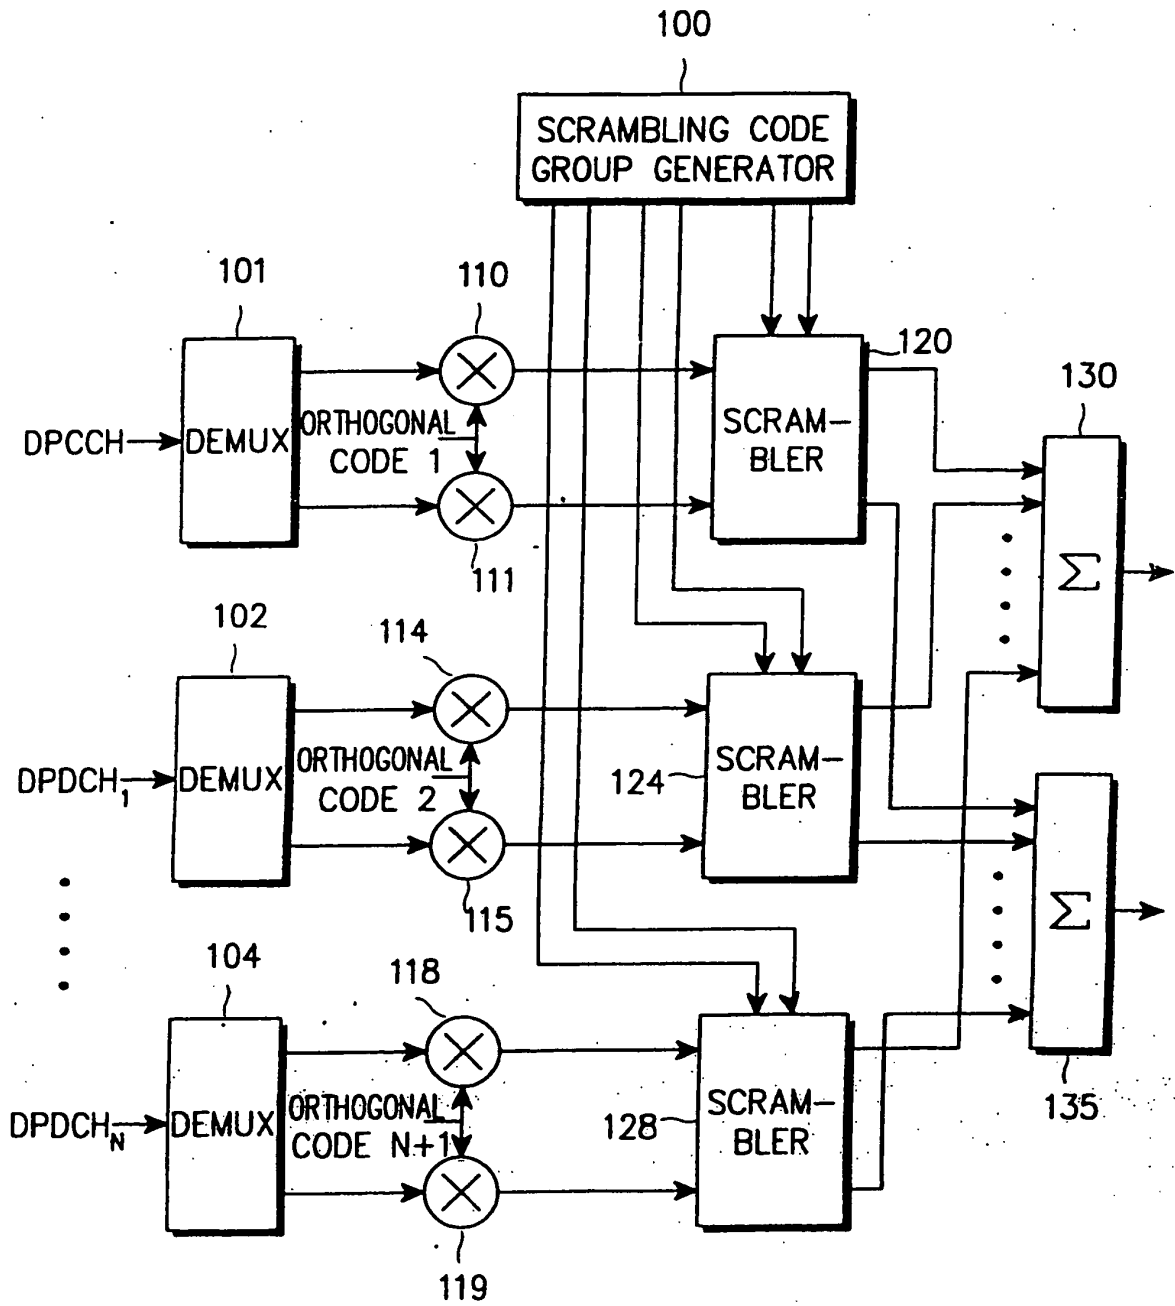 100
SCRAMBLING CODE
GROUP GENERATOR
101
110
120
130
DPCCH
DEMUX
ORTHOGONAL
CODE 1
SCRAM-
BLER
Σ
111
102
114
DPDCH1
DEMUX
ORTHOGONAL
CODE 2
124
SCRAM-
BLER
Σ
115
104
118
135
DPDCHN
DEMUX
ORTHOGONAL
CODE N+1
128
SCRAM-
BLER
119